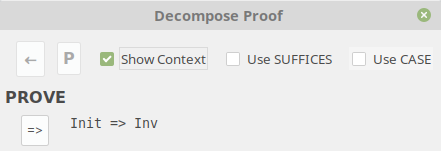 Decompose Proof
← P Show Context Use SUFFICES Use CASE
PROVE
=> Init => Inv